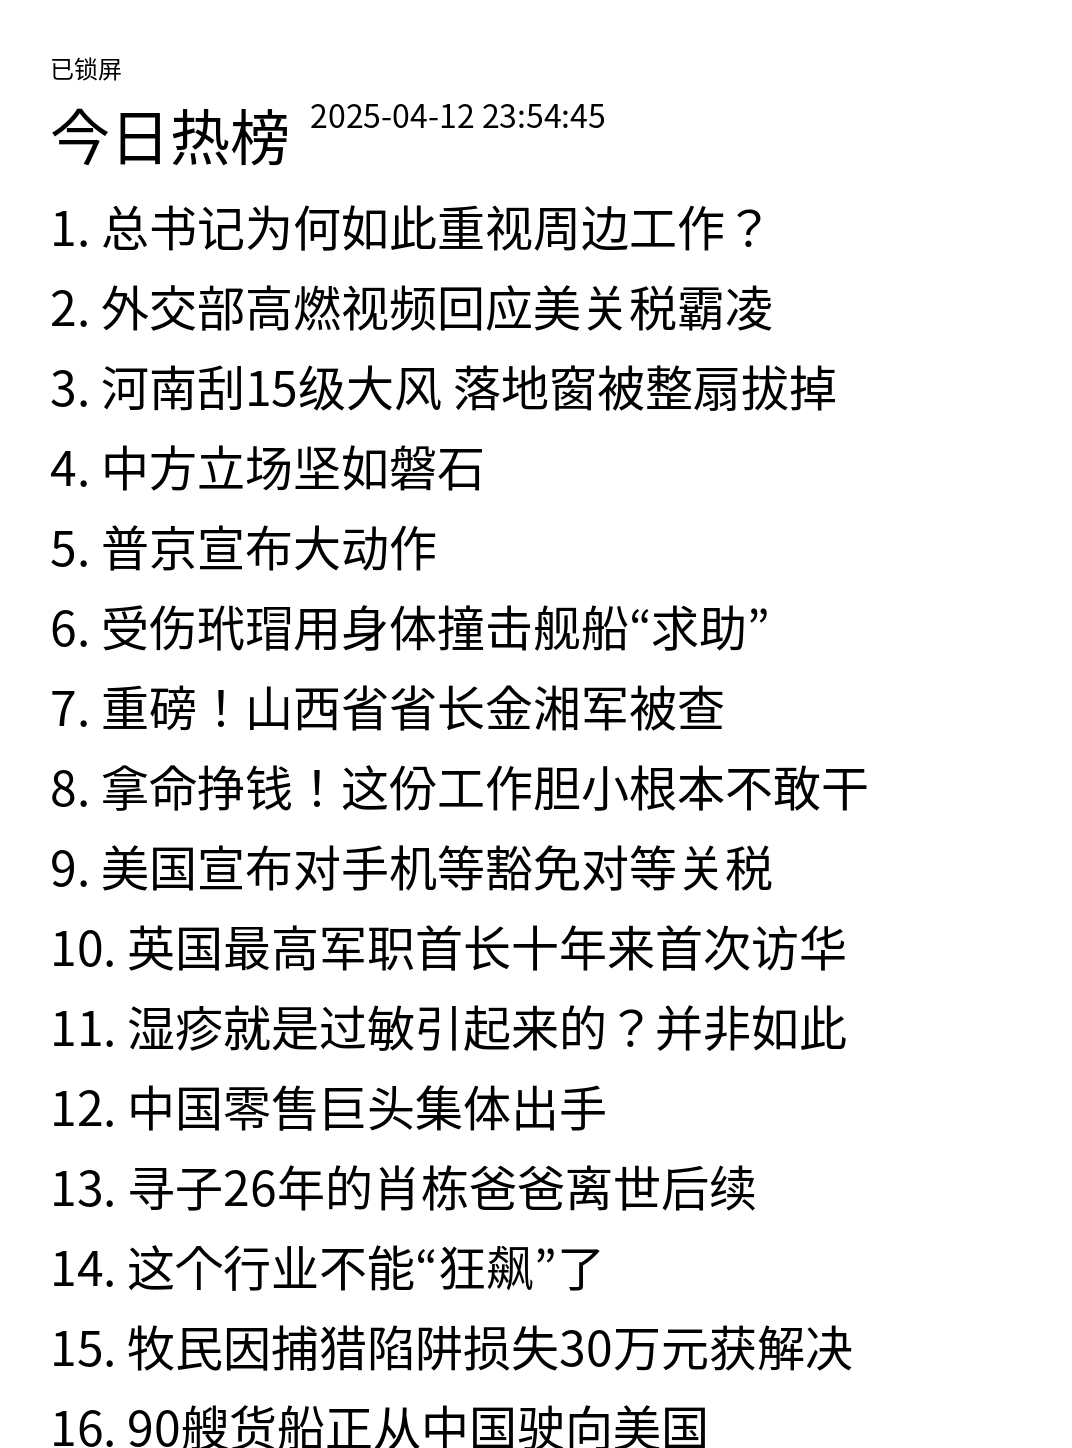 已锁屏
今日热榜 2025-04-12 23:54:45
1. 总书记为何如此重视周边工作？
2. 外交部高燃视频回应美关税霸凌
3. 河南刮15级大风 落地窗被整扇拔掉
4. 中方立场坚如磐石
5. 普京宣布大动作
6. 受伤玳瑁用身体撞击舰船“求助”
7. 重磅！山西省省长金湘军被查
8. 拿命挣钱！这份工作胆小根本不敢干
9. 美国宣布对手机等豁免对等关税
10. 英国最高军职首长十年来首次访华
11. 湿疹就是过敏引起来的？并非如此
12. 中国零售巨头集体出手
13. 寻子26年的肖栋爸爸离世后续
14. 这个行业不能“狂飙”了
15. 牧民因捕猎陷阱损失30万元获解决
16. 90艘货船正从中国驶向美国